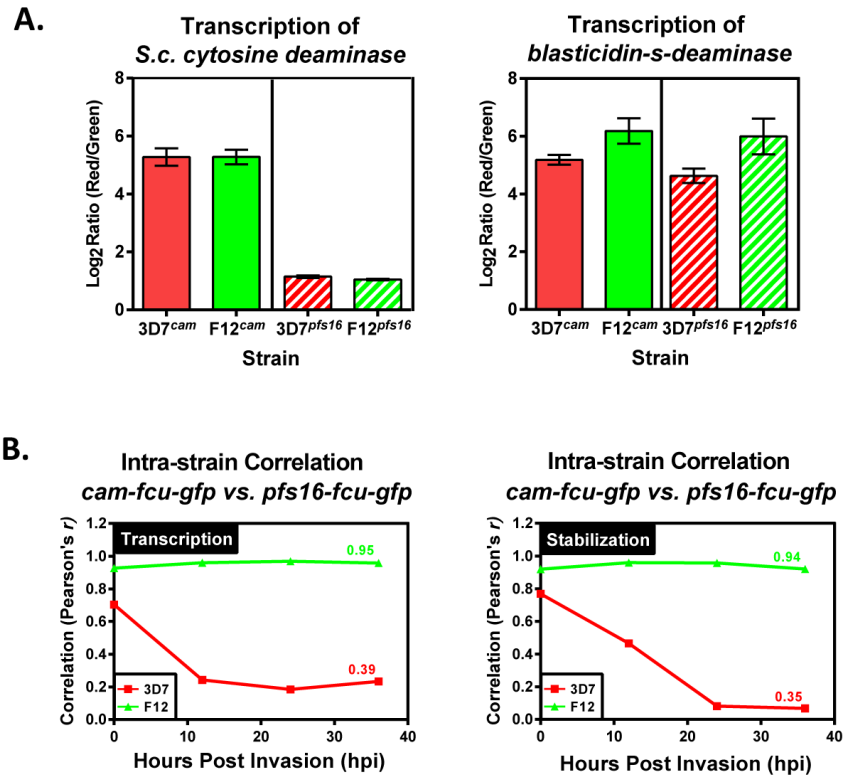 A.
Transcription of
S.c. cytosine deaminase
Log2 Ratio (Red/Green)
8
6
4
2
0
3D7cam F12cam 3D7pfs16 F12pfs16
Strain
Transcription of
blasticidin-s-deaminase
Log2 Ratio (Red/Green)
8
6
4
2
0
3D7cam F12cam 3D7pfs16 F12pfs16
Strain
B.
Intra-strain Correlation
cam-fcu-gfp vs. pfs16-fcu-gfp
Correlation (Pearson's r)
1.2
1.0
0.8
0.6
0.4
0.2
0.0
Transcription
0.95
0.39
3D7
F12
0 10 20 30 40
Hours Post Invasion (hpi)
Intra-strain Correlation
cam-fcu-gfp vs. pfs16-fcu-gfp
Correlation (Pearson's r)
1.2
1.0
0.8
0.6
0.4
0.2
0.0
Stabilization
0.94
0.35
3D7
F12
0 10 20 30 40
Hours Post Invasion (hpi)